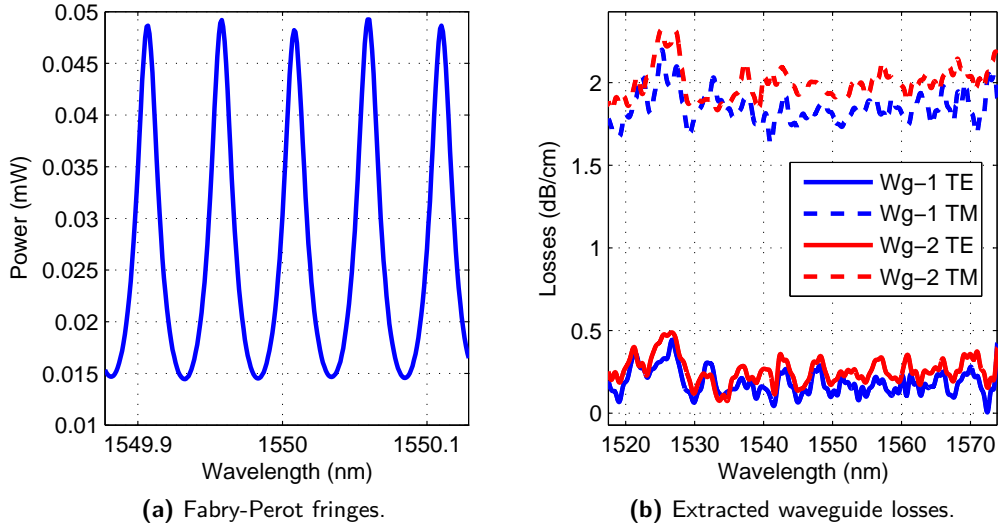 0.05
0.045
0.04
0.035
0.03
0.025
0.02
0.015
0.01
Power (mW)
1549.9
1550
1550.1
Wavelength (nm)
(a) Fabry-Perot fringes.
2
1.5
1
0.5
0
Losses (dB/cm)
Wg-1 TE
Wg-1 TM
Wg-2 TE
Wg-2 TM
1520
1530
1540
1550
1560
1570
Wavelength (nm)
(b) Extracted waveguide losses.